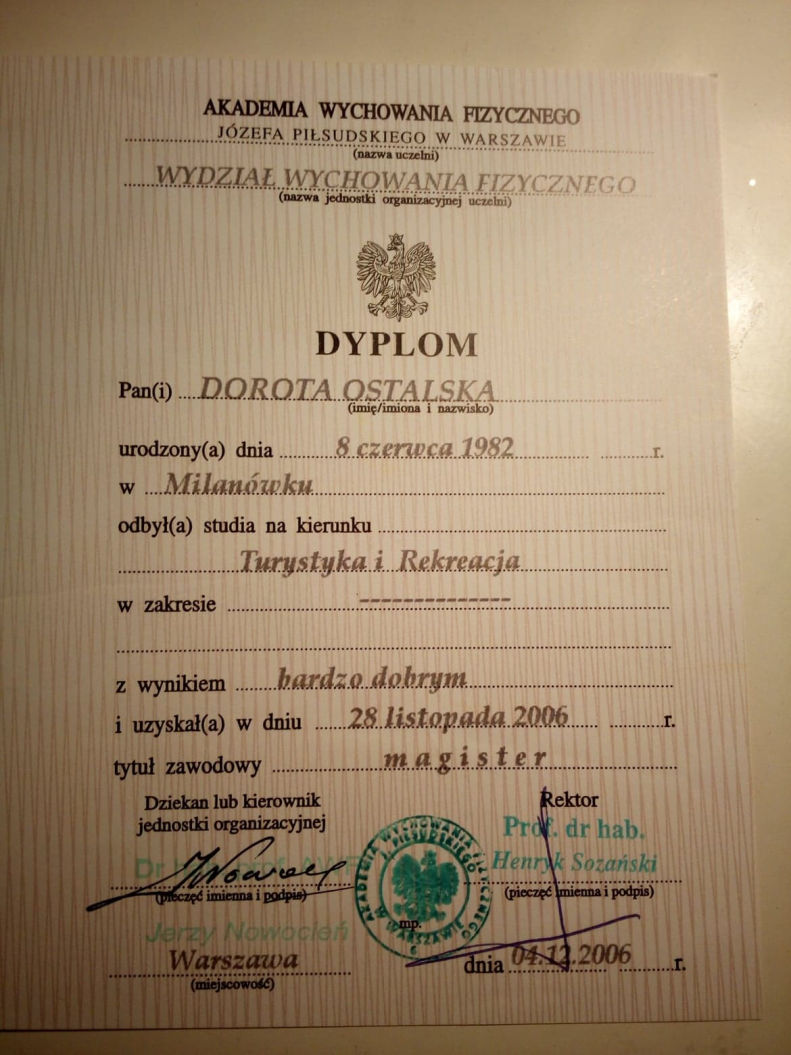 AKADEMIA WYCHOWANIA FIZYCZNEGO
JÓZEFA PIŁSUDSKIEGO W WARSZAWIE
(nazwa uczelni)
WYDZIAŁ WYCHOWANIA FIZYCZNEGO
(nazwa jednostki organizacyjnej uczelni)
DYPLOM
Pan(i) DOROTA OSTALSKA
(imię/imiona i nazwisko)
urodzony(a) dnia 8 czerwca 1982 r.
w Milanówku
odbył(a) studia na kierunku
Turystyka i Rekreacja
w zakresie -------------
z wynikiem bardzo dobrym
i uzyskał(a) w dniu 28 listopada 2006 r.
tytuł zawodowy magister
Dziekan lub kierownik
jednostki organizacyjnej
Rektor
Prof. dr hab.
Henryk Sozański
(pieczęć imienna i podpis)
(pieczęć imienna i podpis)
mp.
Jerzy Nowocień
Warszawa
(miejscowość)
dnia 04.12.2006 r.